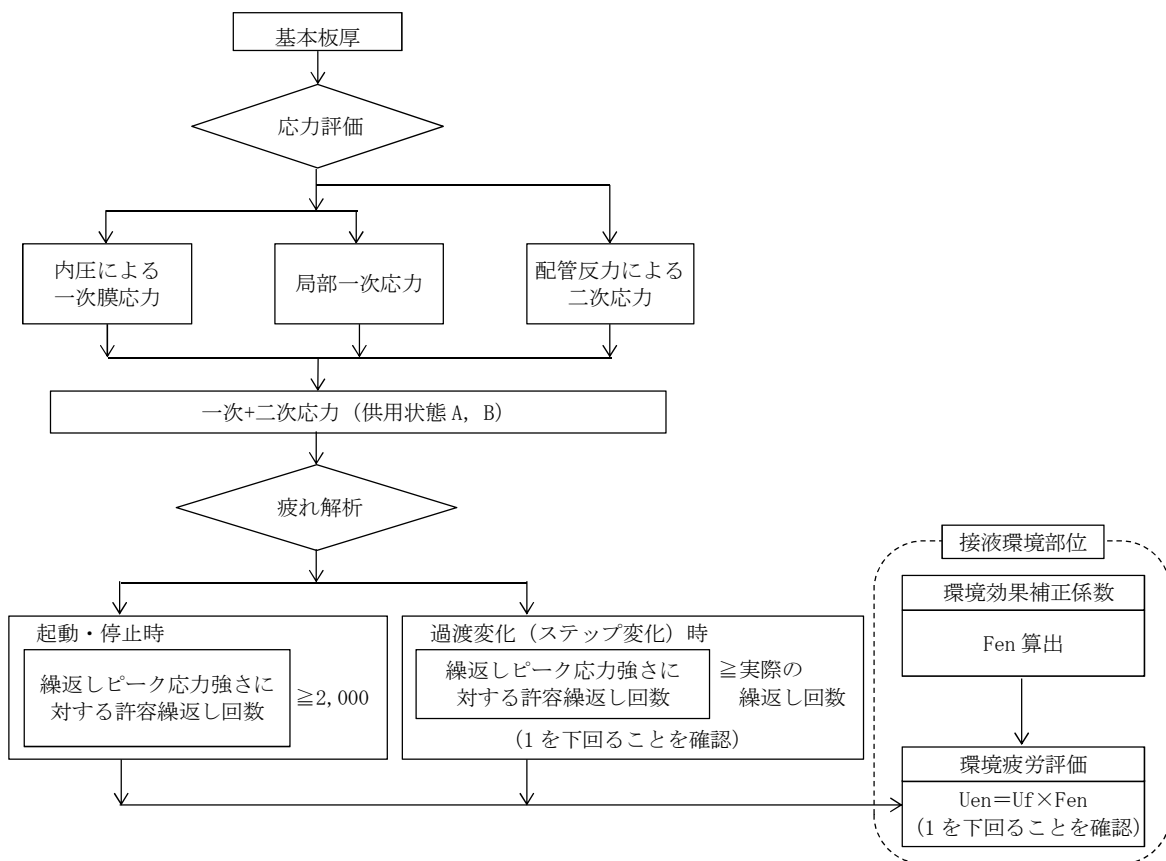 基本板厚
応力評価
内圧による
一次膜応力
局部一次応力
配管反力による
二次応力
一次+二次応力（供用状態 A, B）
疲れ解析
起動・停止時
繰返しピーク応力強さに
対する許容繰返し回数
≧2,000
過渡変化（ステップ変化）時
繰返しピーク応力強さに
対する許容繰返し回数
≧実際の
繰返し回数
（1 を下回ることを確認）
接液環境部位
環境効果補正係数
Fen 算出
環境疲労評価
Uen＝Uf×Fen
（1 を下回ることを確認）